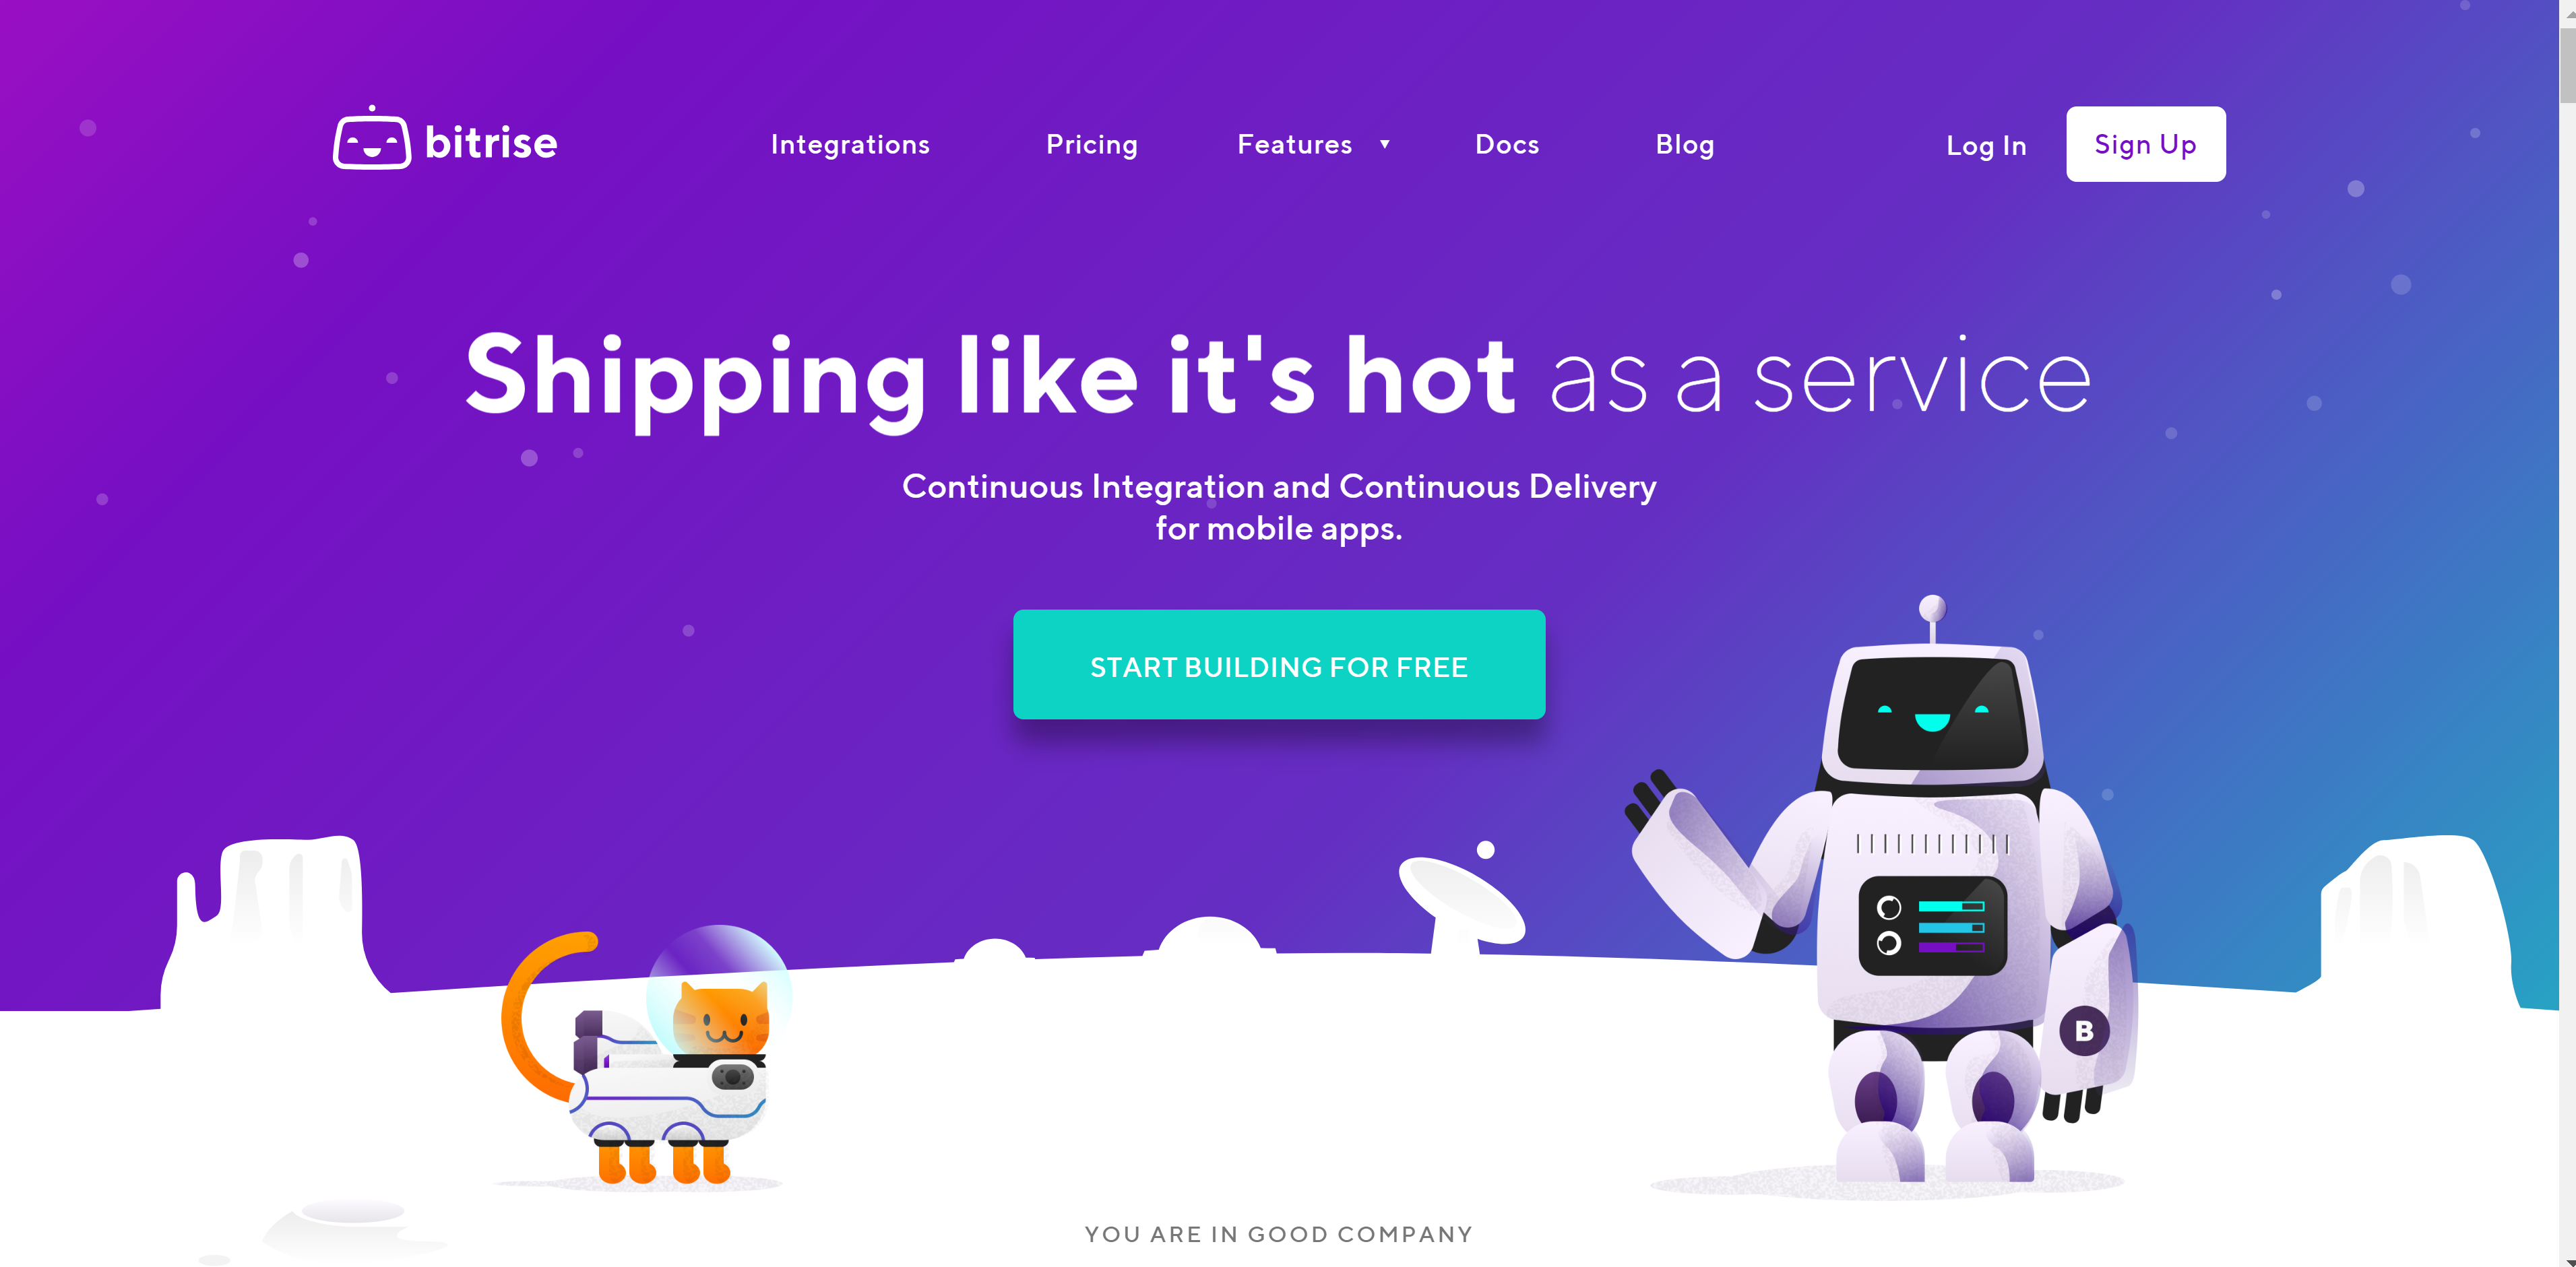 bitrise
Integrations
Pricing
Features
Docs
Blog
Log In
Sign Up
Shipping like it's hot as a service
Continuous Integration and Continuous Delivery
for mobile apps.
START BUILDING FOR FREE
B
YOU ARE IN GOOD COMPANY